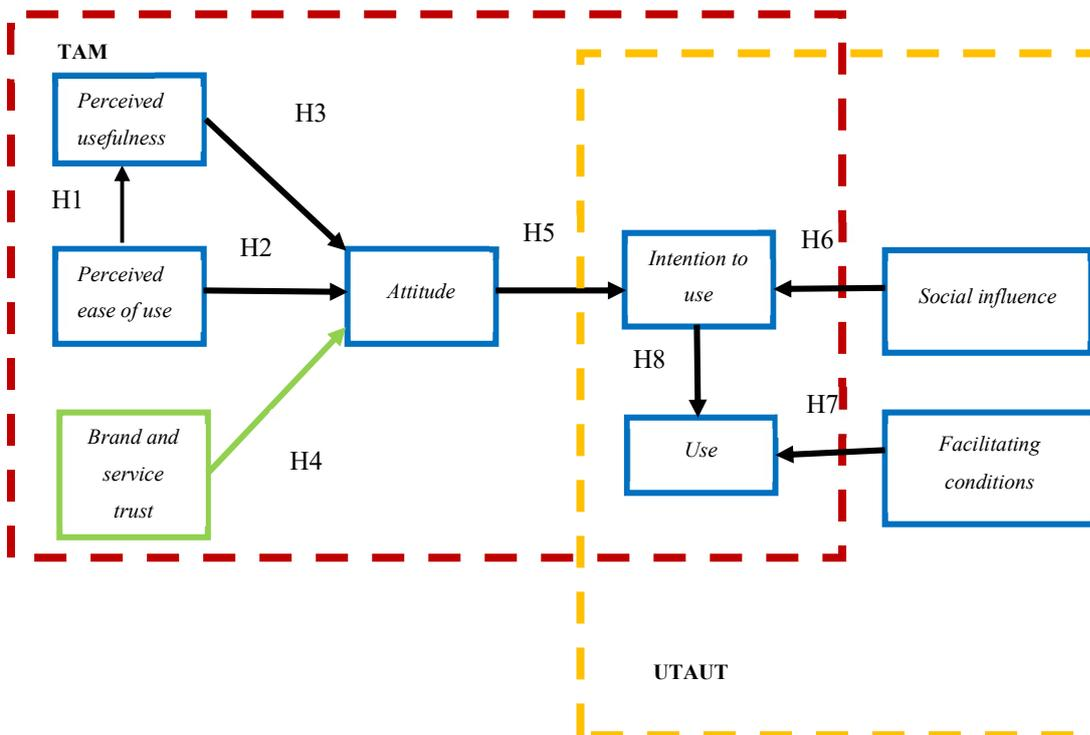 TAM
Perceived
usefulness
H3
H1
Perceived
ease of use
H2
Attitude
H5
Intention to
use
H6
Social influence
H8
Brand and
service
trust
H4
Use
H7
Facilitating
conditions
UTAUT